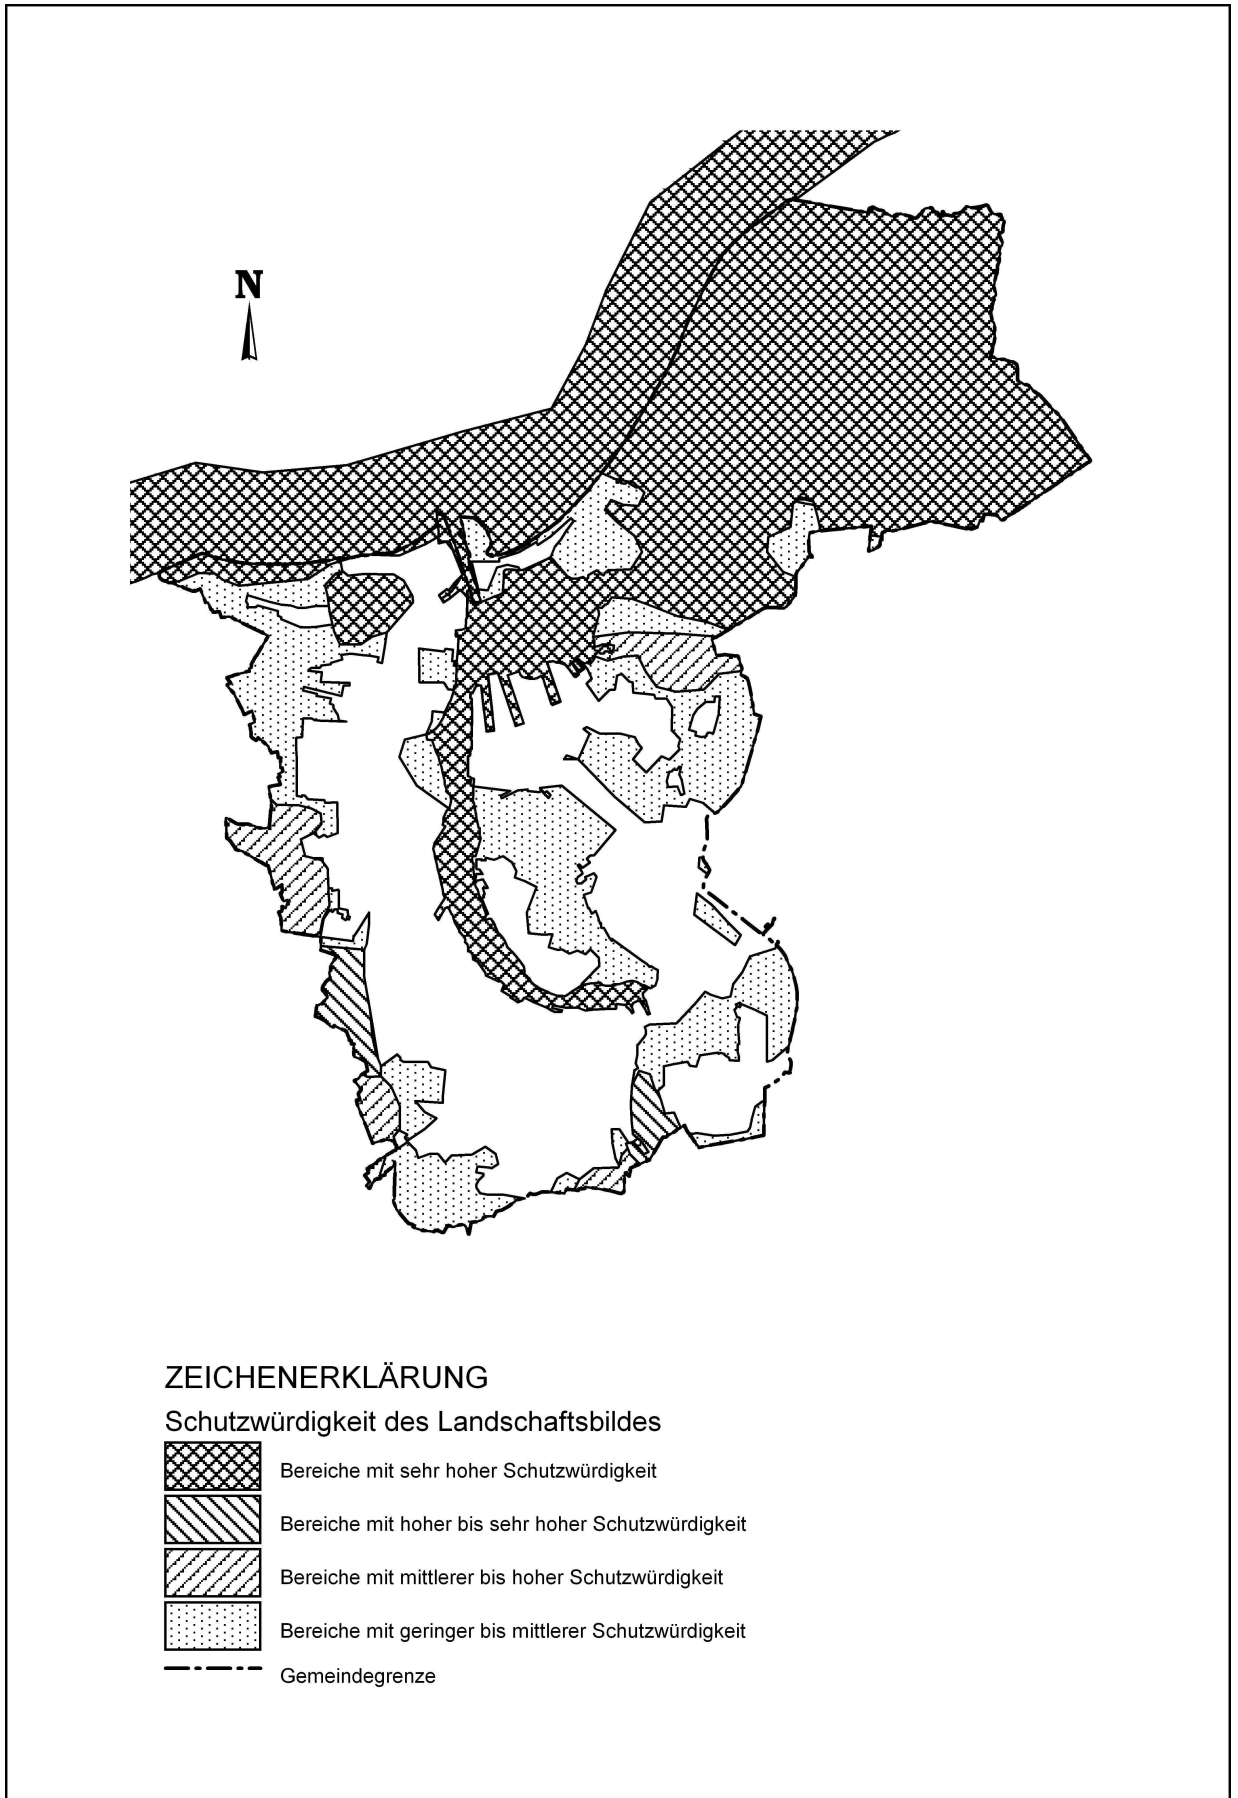 N
ZEICHENERKLÄRUNG
Schutzwürdigkeit des Landschaftsbildes
Bereiche mit sehr hoher Schutzwürdigkeit
Bereiche mit hoher bis sehr hoher Schutzwürdigkeit
Bereiche mit mittlerer bis hoher Schutzwürdigkeit
Bereiche mit geringer bis mittlerer Schutzwürdigkeit
Gemeindegrenze